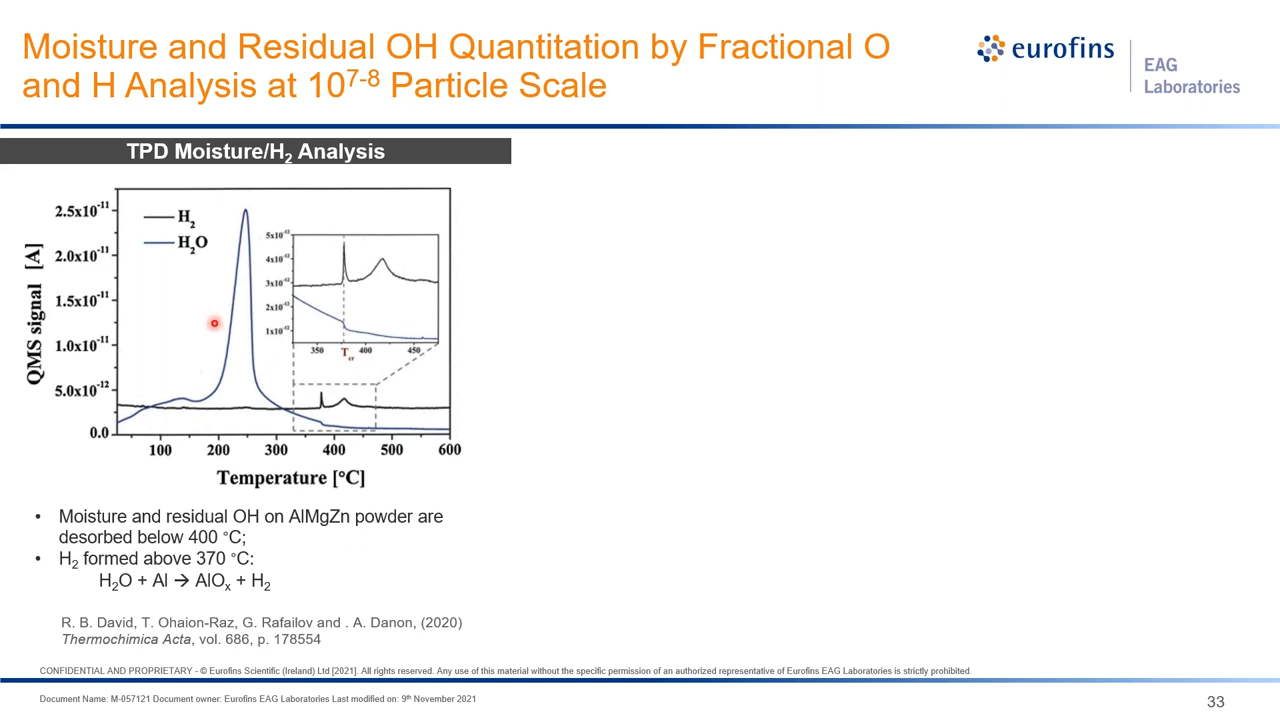 Moisture and Residual OH Quantitation by Fractional O
and H Analysis at 10⁷⁻⁸ Particle Scale
eurofins
EAG
Laboratories
TPD Moisture/H₂ Analysis
QMS signal [A]
2.5x10⁻¹¹
2.0x10⁻¹¹
1.5x10⁻¹¹
1.0x10⁻¹¹
5.0x10⁻¹²
0.0
H₂
H₂O
5x10⁻¹²
4x10⁻¹²
3x10⁻¹²
2x10⁻¹²
1x10⁻¹²
350 T_cr 400 450
100 200 300 400 500 600
Temperature [°C]
• Moisture and residual OH on AlMgZn powder are
desorbed below 400 °C;
• H₂ formed above 370 °C:
H₂O + Al → AlOₓ + H₂
R. B. David, T. Ohaion-Raz, G. Rafailov and . A. Danon, (2020)
Thermochimica Acta, vol. 686, p. 178554
CONFIDENTIAL AND PROPRIETARY - © Eurofins Scientific (Ireland) Ltd [2021]. All rights reserved. Any use of this material without the specific permission of an authorized representative of Eurofins EAG Laboratories is strictly prohibited.
Document Name: M-057121 Document owner: Eurofins EAG Laboratories Last modified on: 9ᵗʰ November 2021
33